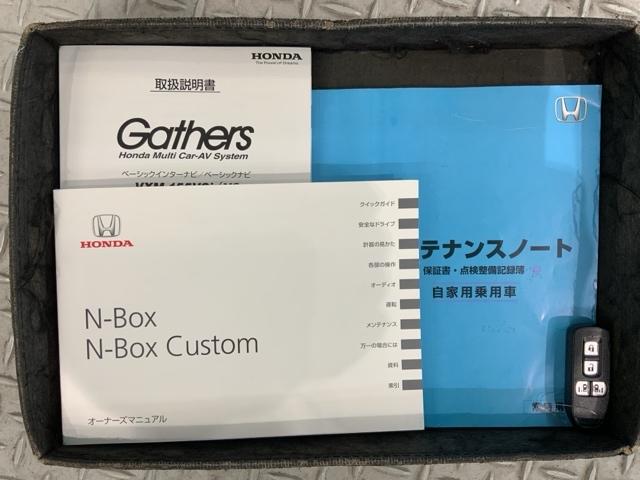 HONDA
The Power of Dreams
取扱説明書
Gathers
Honda Multi Car-AV System
ベーシックインターナビ/ベーシックナビ
HONDA
N-Box
N-Box Custom
オーナーズマニュアル
クイックガイド
安全なドライブ
計器の見かた
各部の操作
オーディオ
運転
メンテナンス
万一の場合には
資料
索引
テナンスノート
保証書・点検整備記録簿
自家用乗用車